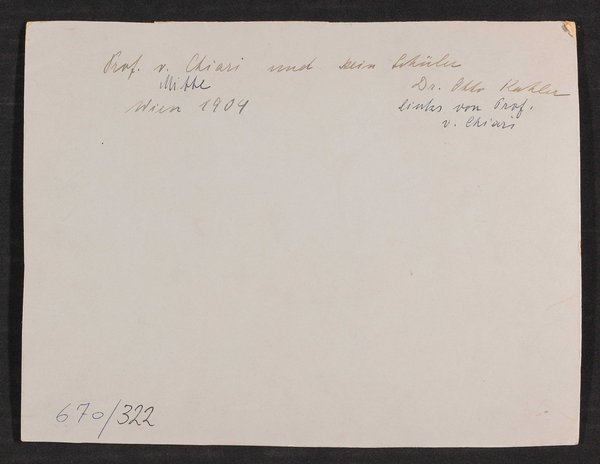 Prof. v. Chiari und sein Schüler
Mitte
Dr. Otto Kahler
Wien 1904
links von Prof.
v. Chiari
670/322